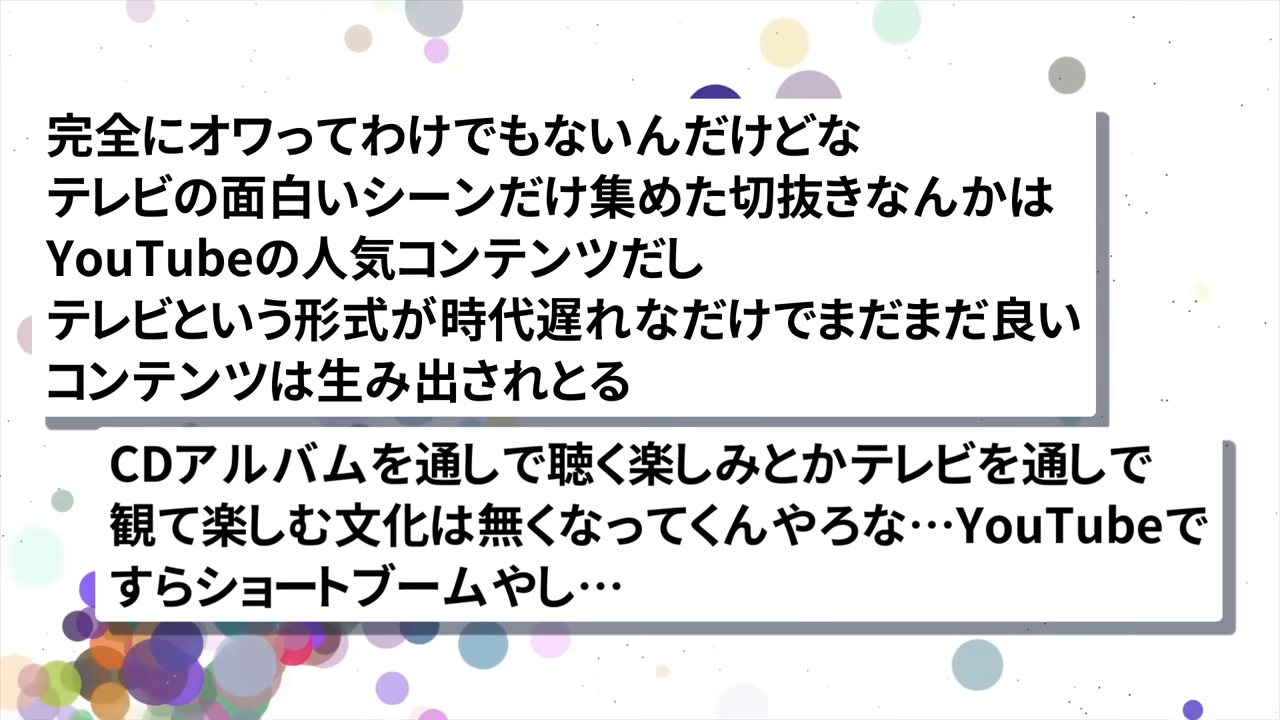 完全にオワってわけでもないんだけどな
テレビの面白いシーンだけ集めた切抜きなんかは
YouTubeの人気コンテンツだし
テレビという形式が時代遅れなだけでまだまだ良い
コンテンツは生み出されとる
CDアルバムを通しで聴く楽しみとかテレビを通しで
観て楽しむ文化は無くなってくんやろな…YouTubeで
すらショートブームやし…